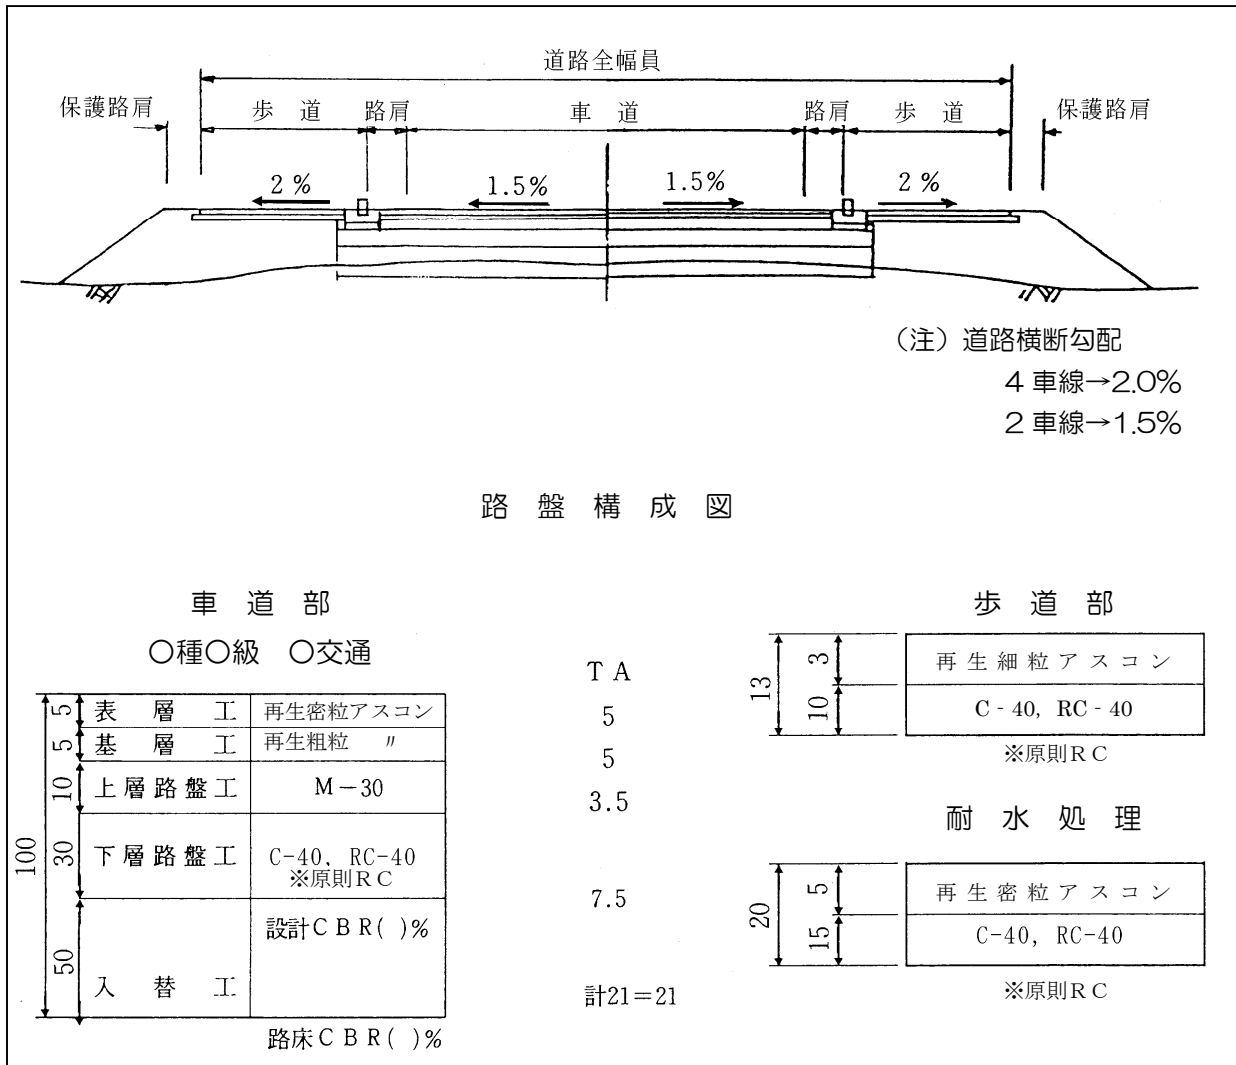 道路全幅員
保護路肩 歩 道 路肩 車 道 路肩 歩 道 保護路肩
2% 1.5% 1.5% 2%
(注) 道路横断勾配
4車線→2.0%
2車線→1.5%
路 盤 構 成 図
車 道 部
○種○級 ○交通
TA
100
5 表 層 工 再生密粒アスコン 5
5 基 層 工 再生粗粒 〃 5
10 上層路盤工 M-30 3.5
30 下層路盤工 C-40, RC-40
※原則RC
7.5
設計CBR( )%
50 入 替 工
計21=21
路床CBR( )%
歩 道 部
13
3 再生細粒アスコン
10 C-40, RC-40
※原則RC
耐 水 処 理
20
5 再生密粒アスコン
15 C-40, RC-40
※原則RC